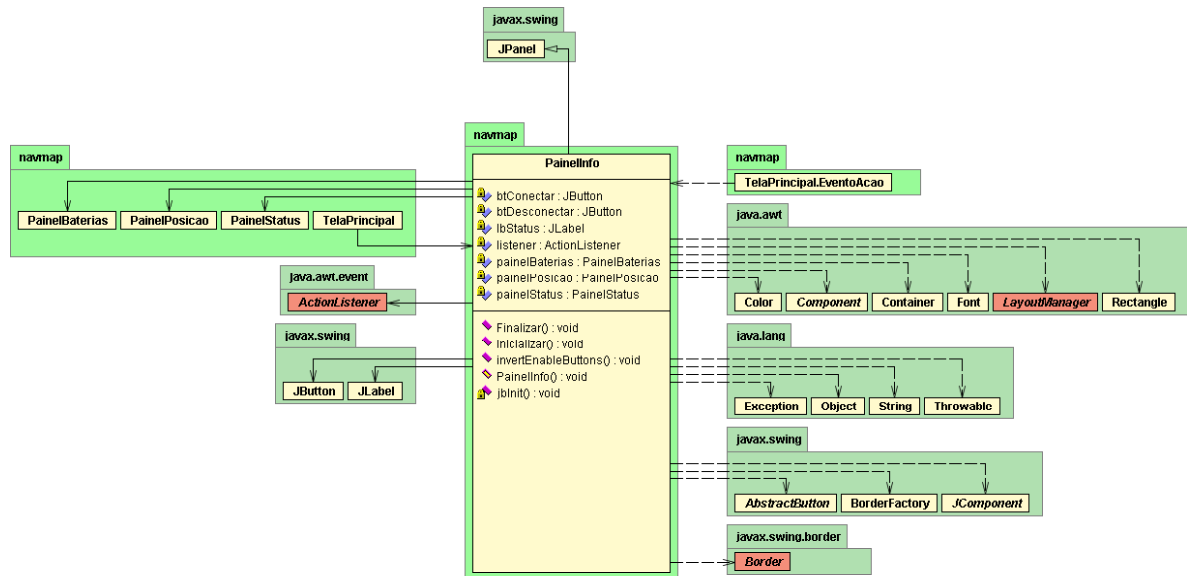 javax.swing
JPanel
navmap
PainelBaterias PainelPosicao PainelStatus TelaPrincipal
java.awt.event
ActionListener
javax.swing
JButton JLabel
navmap
PainelInfo
btConectar : JButton
btDesconectar : JButton
lbStatus : JLabel
listener : ActionListener
painelBaterias : PainelBaterias
painelPosicao : PainelPosicao
painelStatus : PainelStatus
Finalizar() : void
Inicializar() : void
invertEnableButtons() : void
PainelInfo() : void
jbInit() : void
navmap
TelaPrincipal.EventoAcao
java.awt
Color Component Container Font LayoutManager Rectangle
java.lang
Exception Object String Throwable
javax.swing
AbstractButton BorderFactory JComponent
javax.swing.border
Border